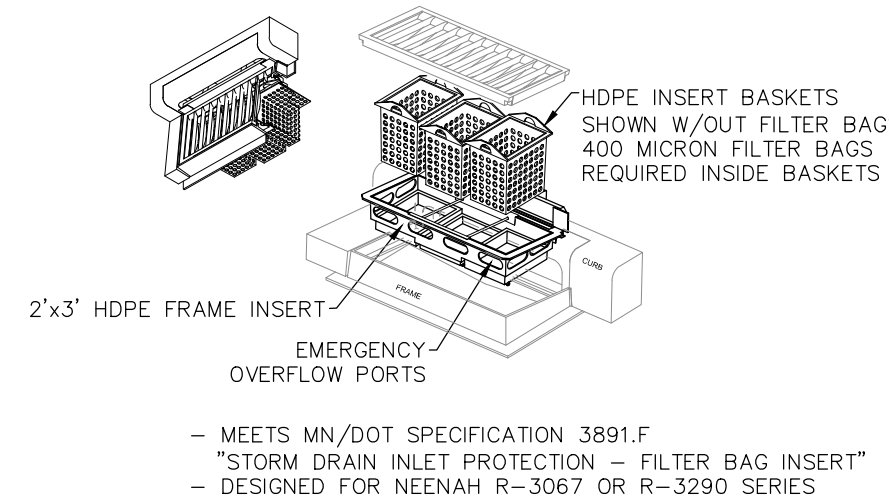 HDPE INSERT BASKETS
SHOWN W/OUT FILTER BAG
400 MICRON FILTER BAGS
REQUIRED INSIDE BASKETS
CURB
FRAME
2'x3' HDPE FRAME INSERT
EMERGENCY
OVERFLOW PORTS
– MEETS MN/DOT SPECIFICATION 3891.F
"STORM DRAIN INLET PROTECTION – FILTER BAG INSERT"
– DESIGNED FOR NEENAH R–3067 OR R–3290 SERIES